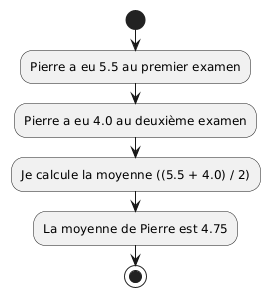 Pierre a eu 5.5 au premier examen
Pierre a eu 4.0 au deuxième examen
Je calcule la moyenne ((5.5 + 4.0) / 2)
La moyenne de Pierre est 4.75